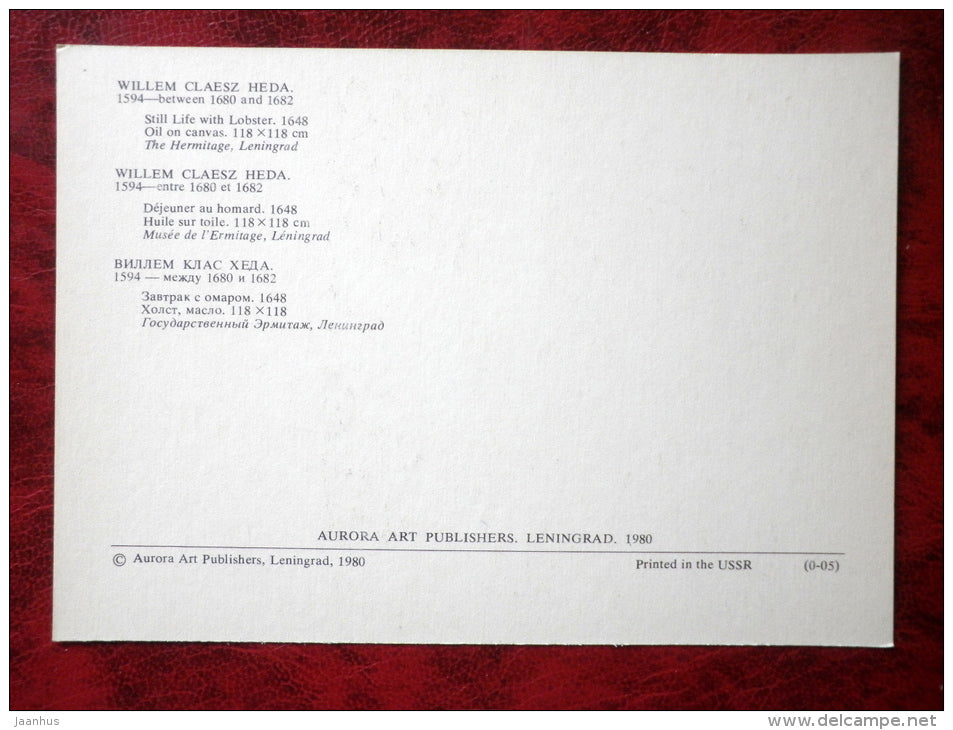 WILLEM CLAESZ HEDA.
1594—between 1680 and 1682
Still Life with Lobster. 1648
Oil on canvas. 118 × 118 cm
The Hermitage, Leningrad
WILLEM CLAESZ HEDA.
1594—entre 1680 et 1682
Déjeuner au homard. 1648
Huile sur toile. 118 × 118 cm
Musée de l'Ermitage, Léningrad
ВИЛЛЕМ КЛАС ХЕДА.
1594 — между 1680 и 1682
Завтрак с омаром. 1648
Холст, масло. 118 × 118
Государственный Эрмитаж, Ленинград
AURORA ART PUBLISHERS. LENINGRAD. 1980
© Aurora Art Publishers, Leningrad, 1980 Printed in the USSR (0-05)
Jaanhus delcampe.net